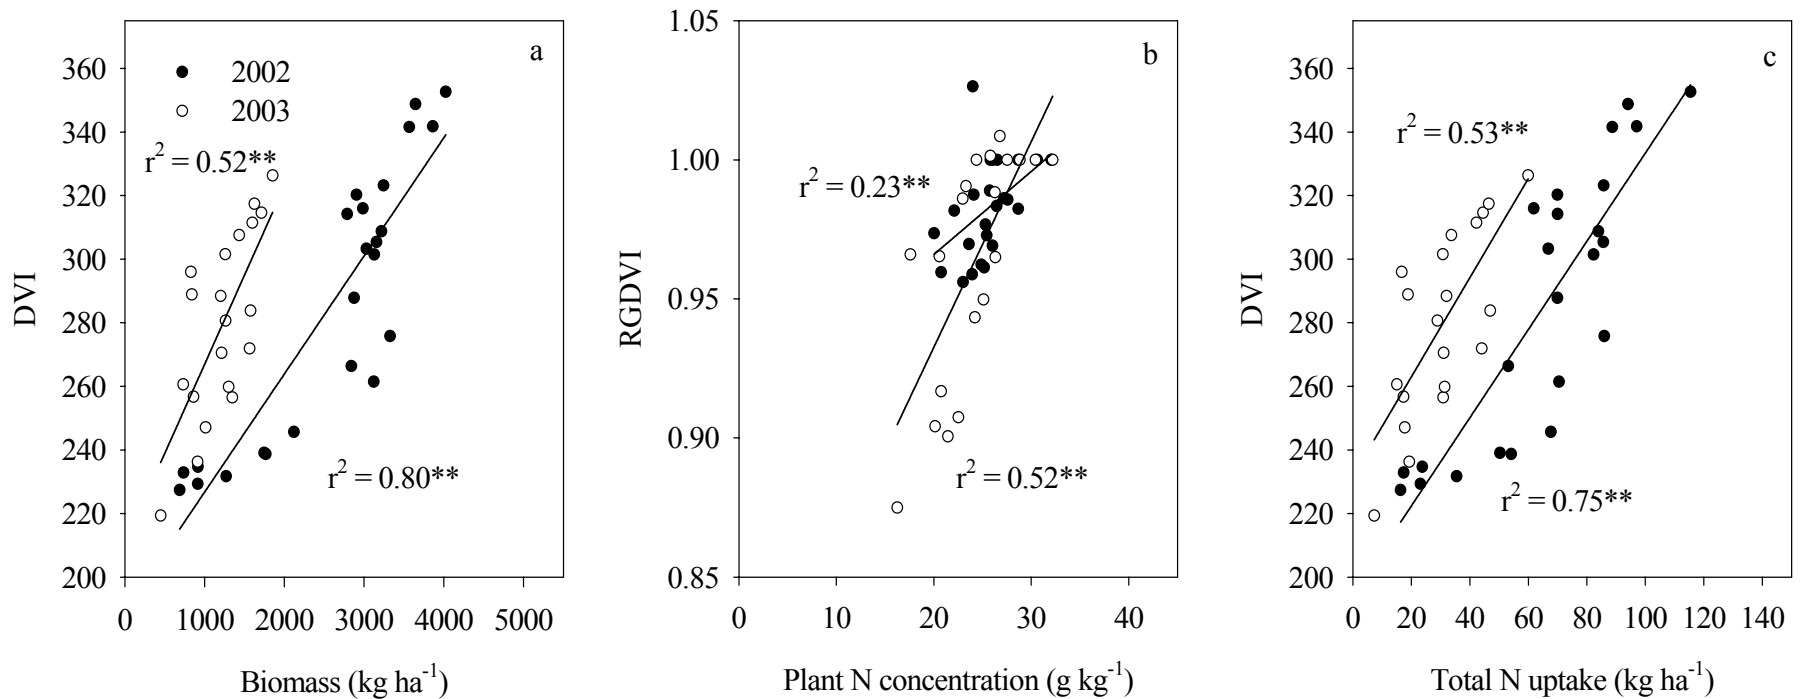 a
2002
2003
r² = 0.52**
r² = 0.80**
DVI
360
340
320
300
280
260
240
220
200
0 1000 2000 3000 4000 5000
Biomass (kg ha⁻¹)
b
r² = 0.23**
r² = 0.52**
RGDVI
1.05
1.00
0.95
0.90
0.85
0 10 20 30 40
Plant N concentration (g kg⁻¹)
c
r² = 0.53**
r² = 0.75**
DVI
360
340
320
300
280
260
240
220
200
0 20 40 60 80 100 120 140
Total N uptake (kg ha⁻¹)